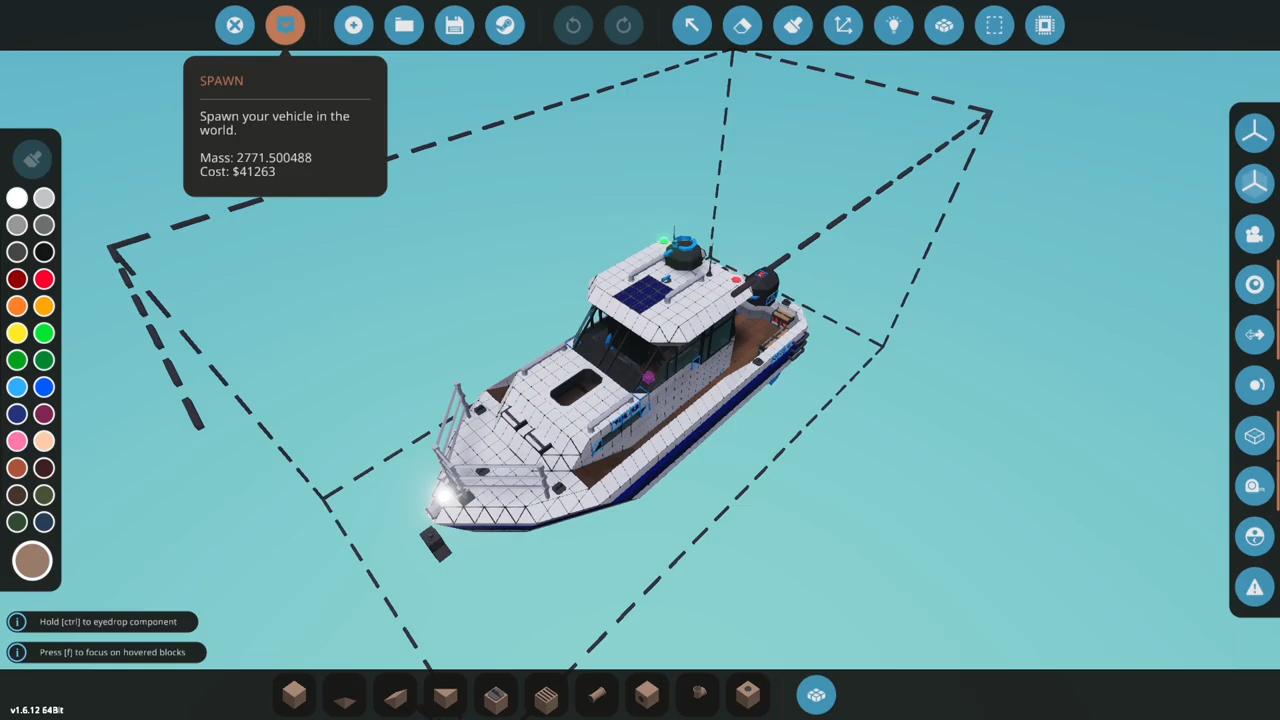 SPAWN
Spawn your vehicle in the
world.
Mass: 2771.500488
Cost: $41263
Hold [ctrl] to eyedrop component
Press [f] to focus on hovered blocks
v1.6.12 64Bit